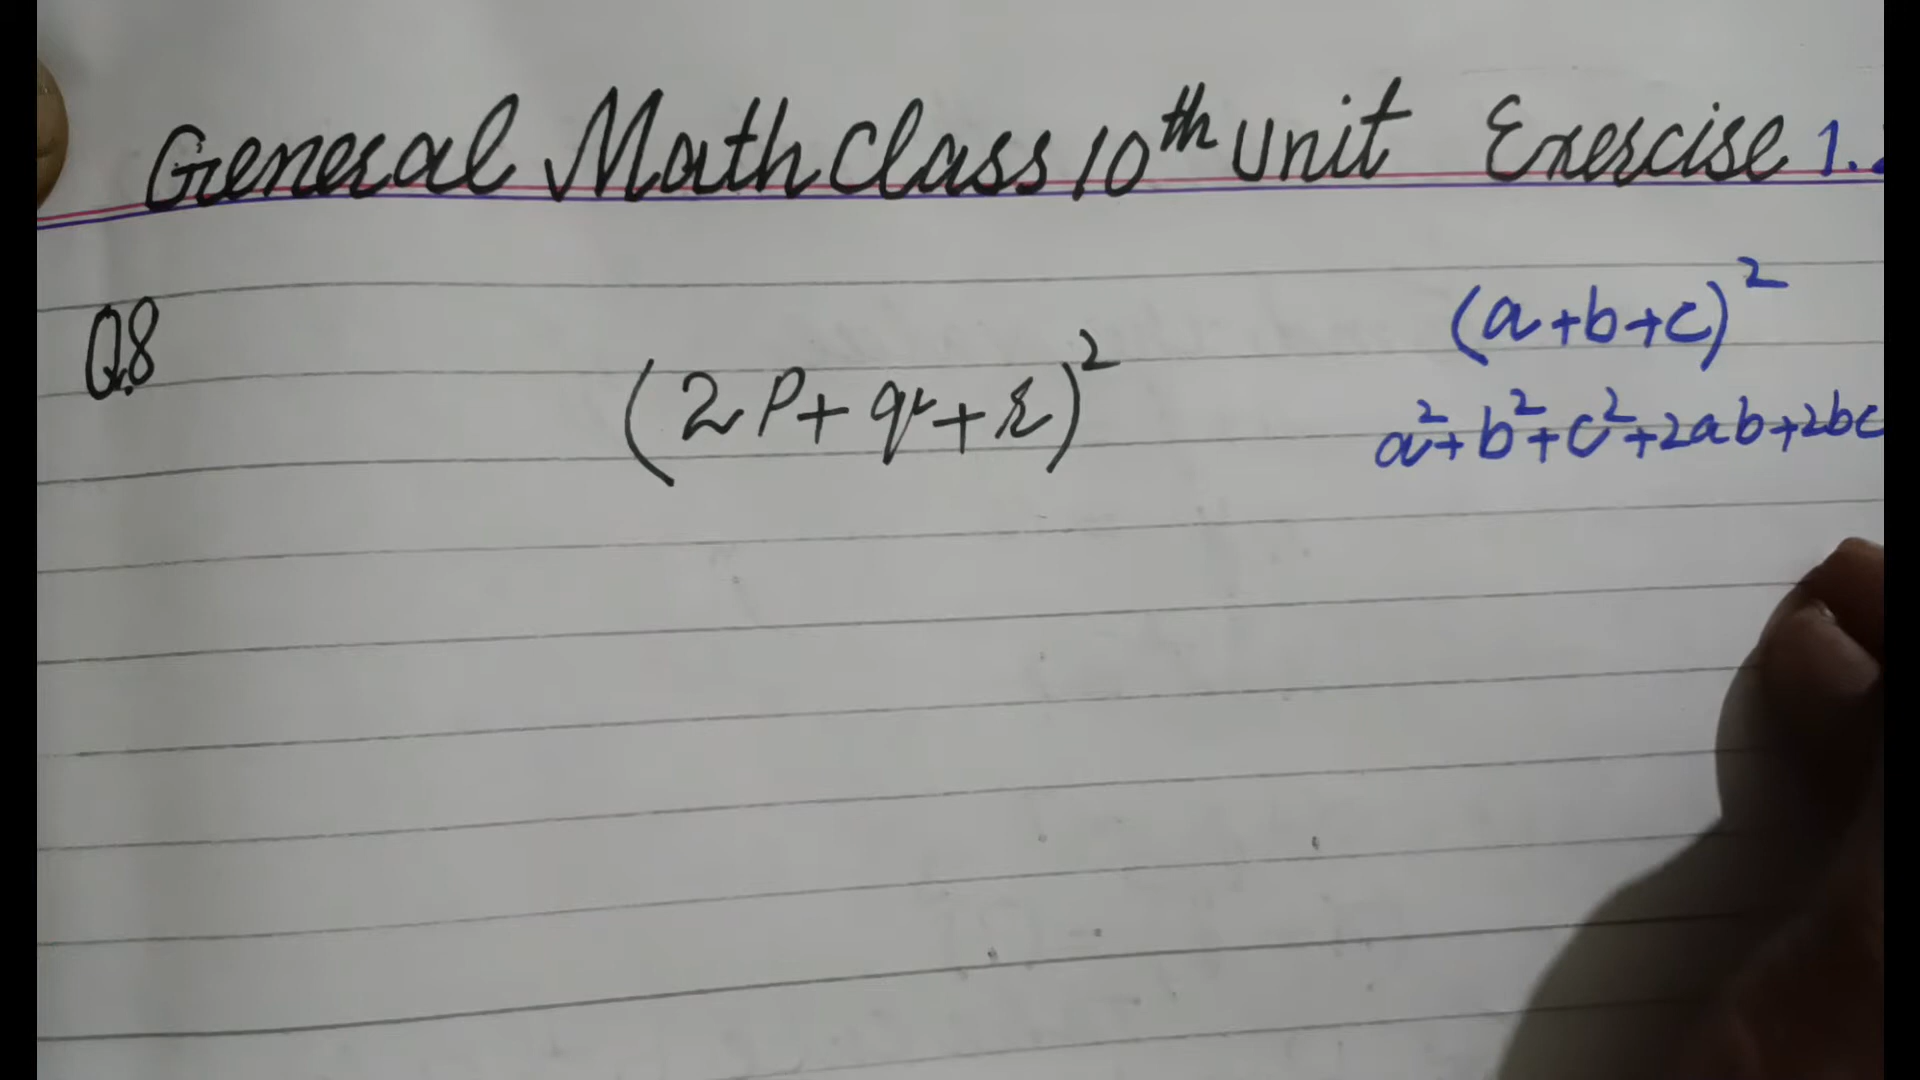 General Math Class 10th Unit Exercise 1.
Q.8
(2P+q+r)²
(a+b+c)²
a²+b²+c²+2ab+2bc